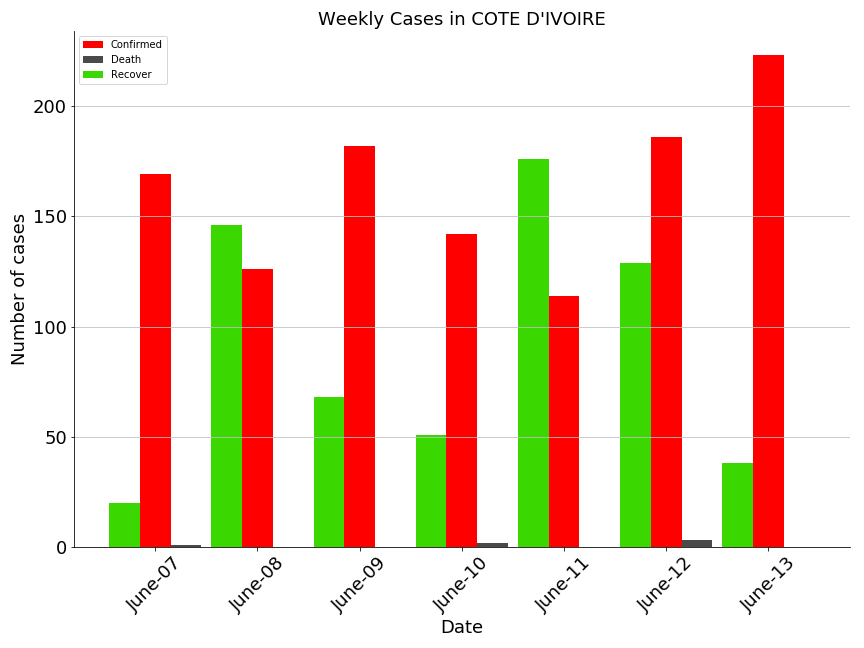 Weekly Cases in COTE D'IVOIRE
Confirmed
Death
Recover
Number of cases
200
150
100
50
0
June-07
June-08
June-09
June-10
June-11
June-12
June-13
Date